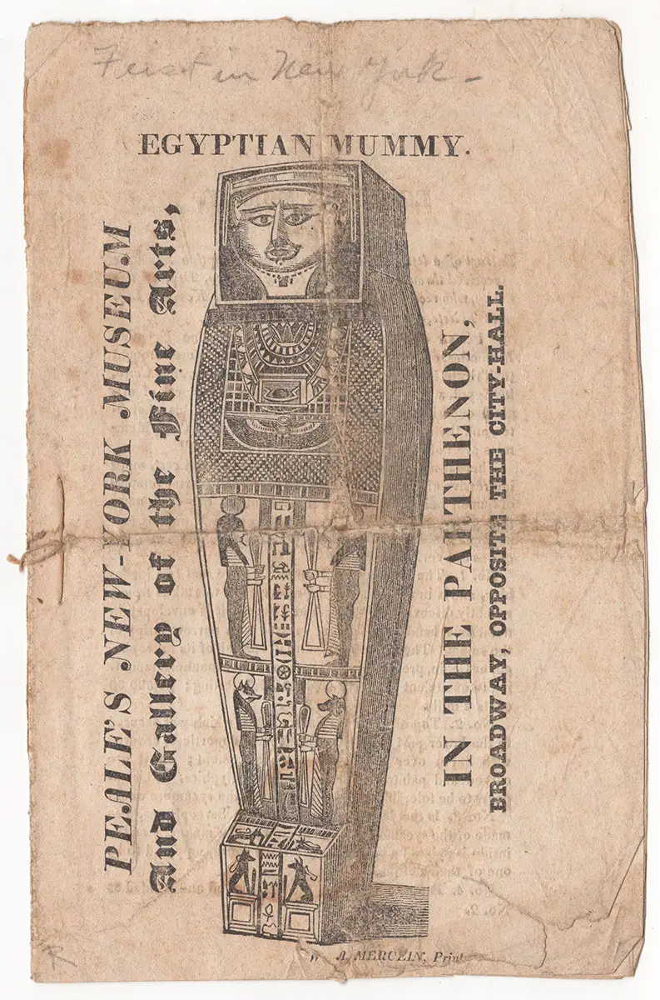 First in New York -
EGYPTIAN MUMMY.
PEALE'S NEW-YORK MUSEUM
And Gallery of the Fine Arts,
IN THE PARTHENON,
BROADWAY, OPPOSITE THE CITY-HALL.
A. MERCEIN, Print
R